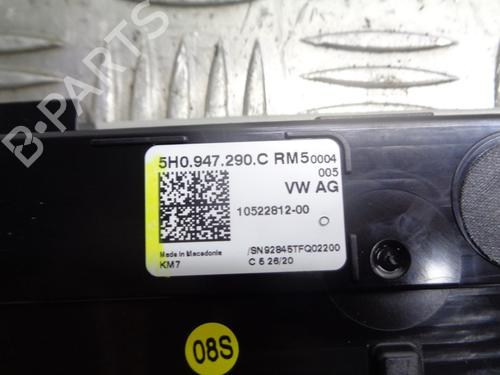 5H0.947.290.C RM5 0004
005
VW AG
10522812-00
Made in Macedonia
/SN92845TFQ02200
KM7
C 5 26/20
08S
B-PARTS